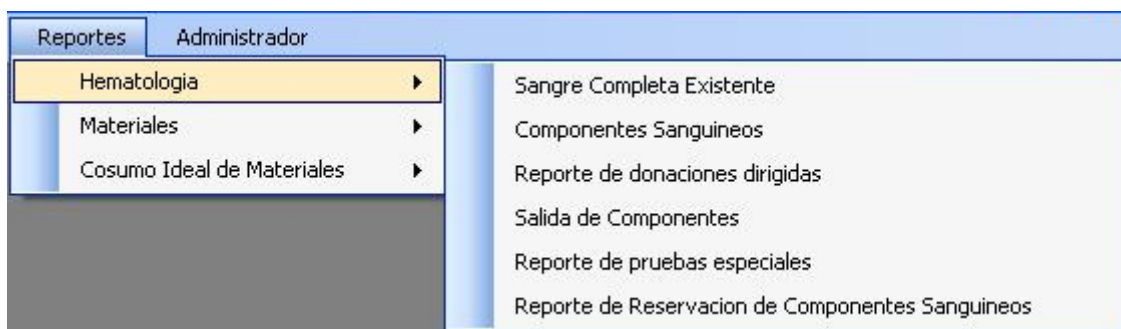 Reportes Administrador
Hematologia
Materiales
Cosumo Ideal de Materiales
Sangre Completa Existente
Componentes Sanguineos
Reporte de donaciones dirigidas
Salida de Componentes
Reporte de pruebas especiales
Reporte de Reservacion de Componentes Sanguineos